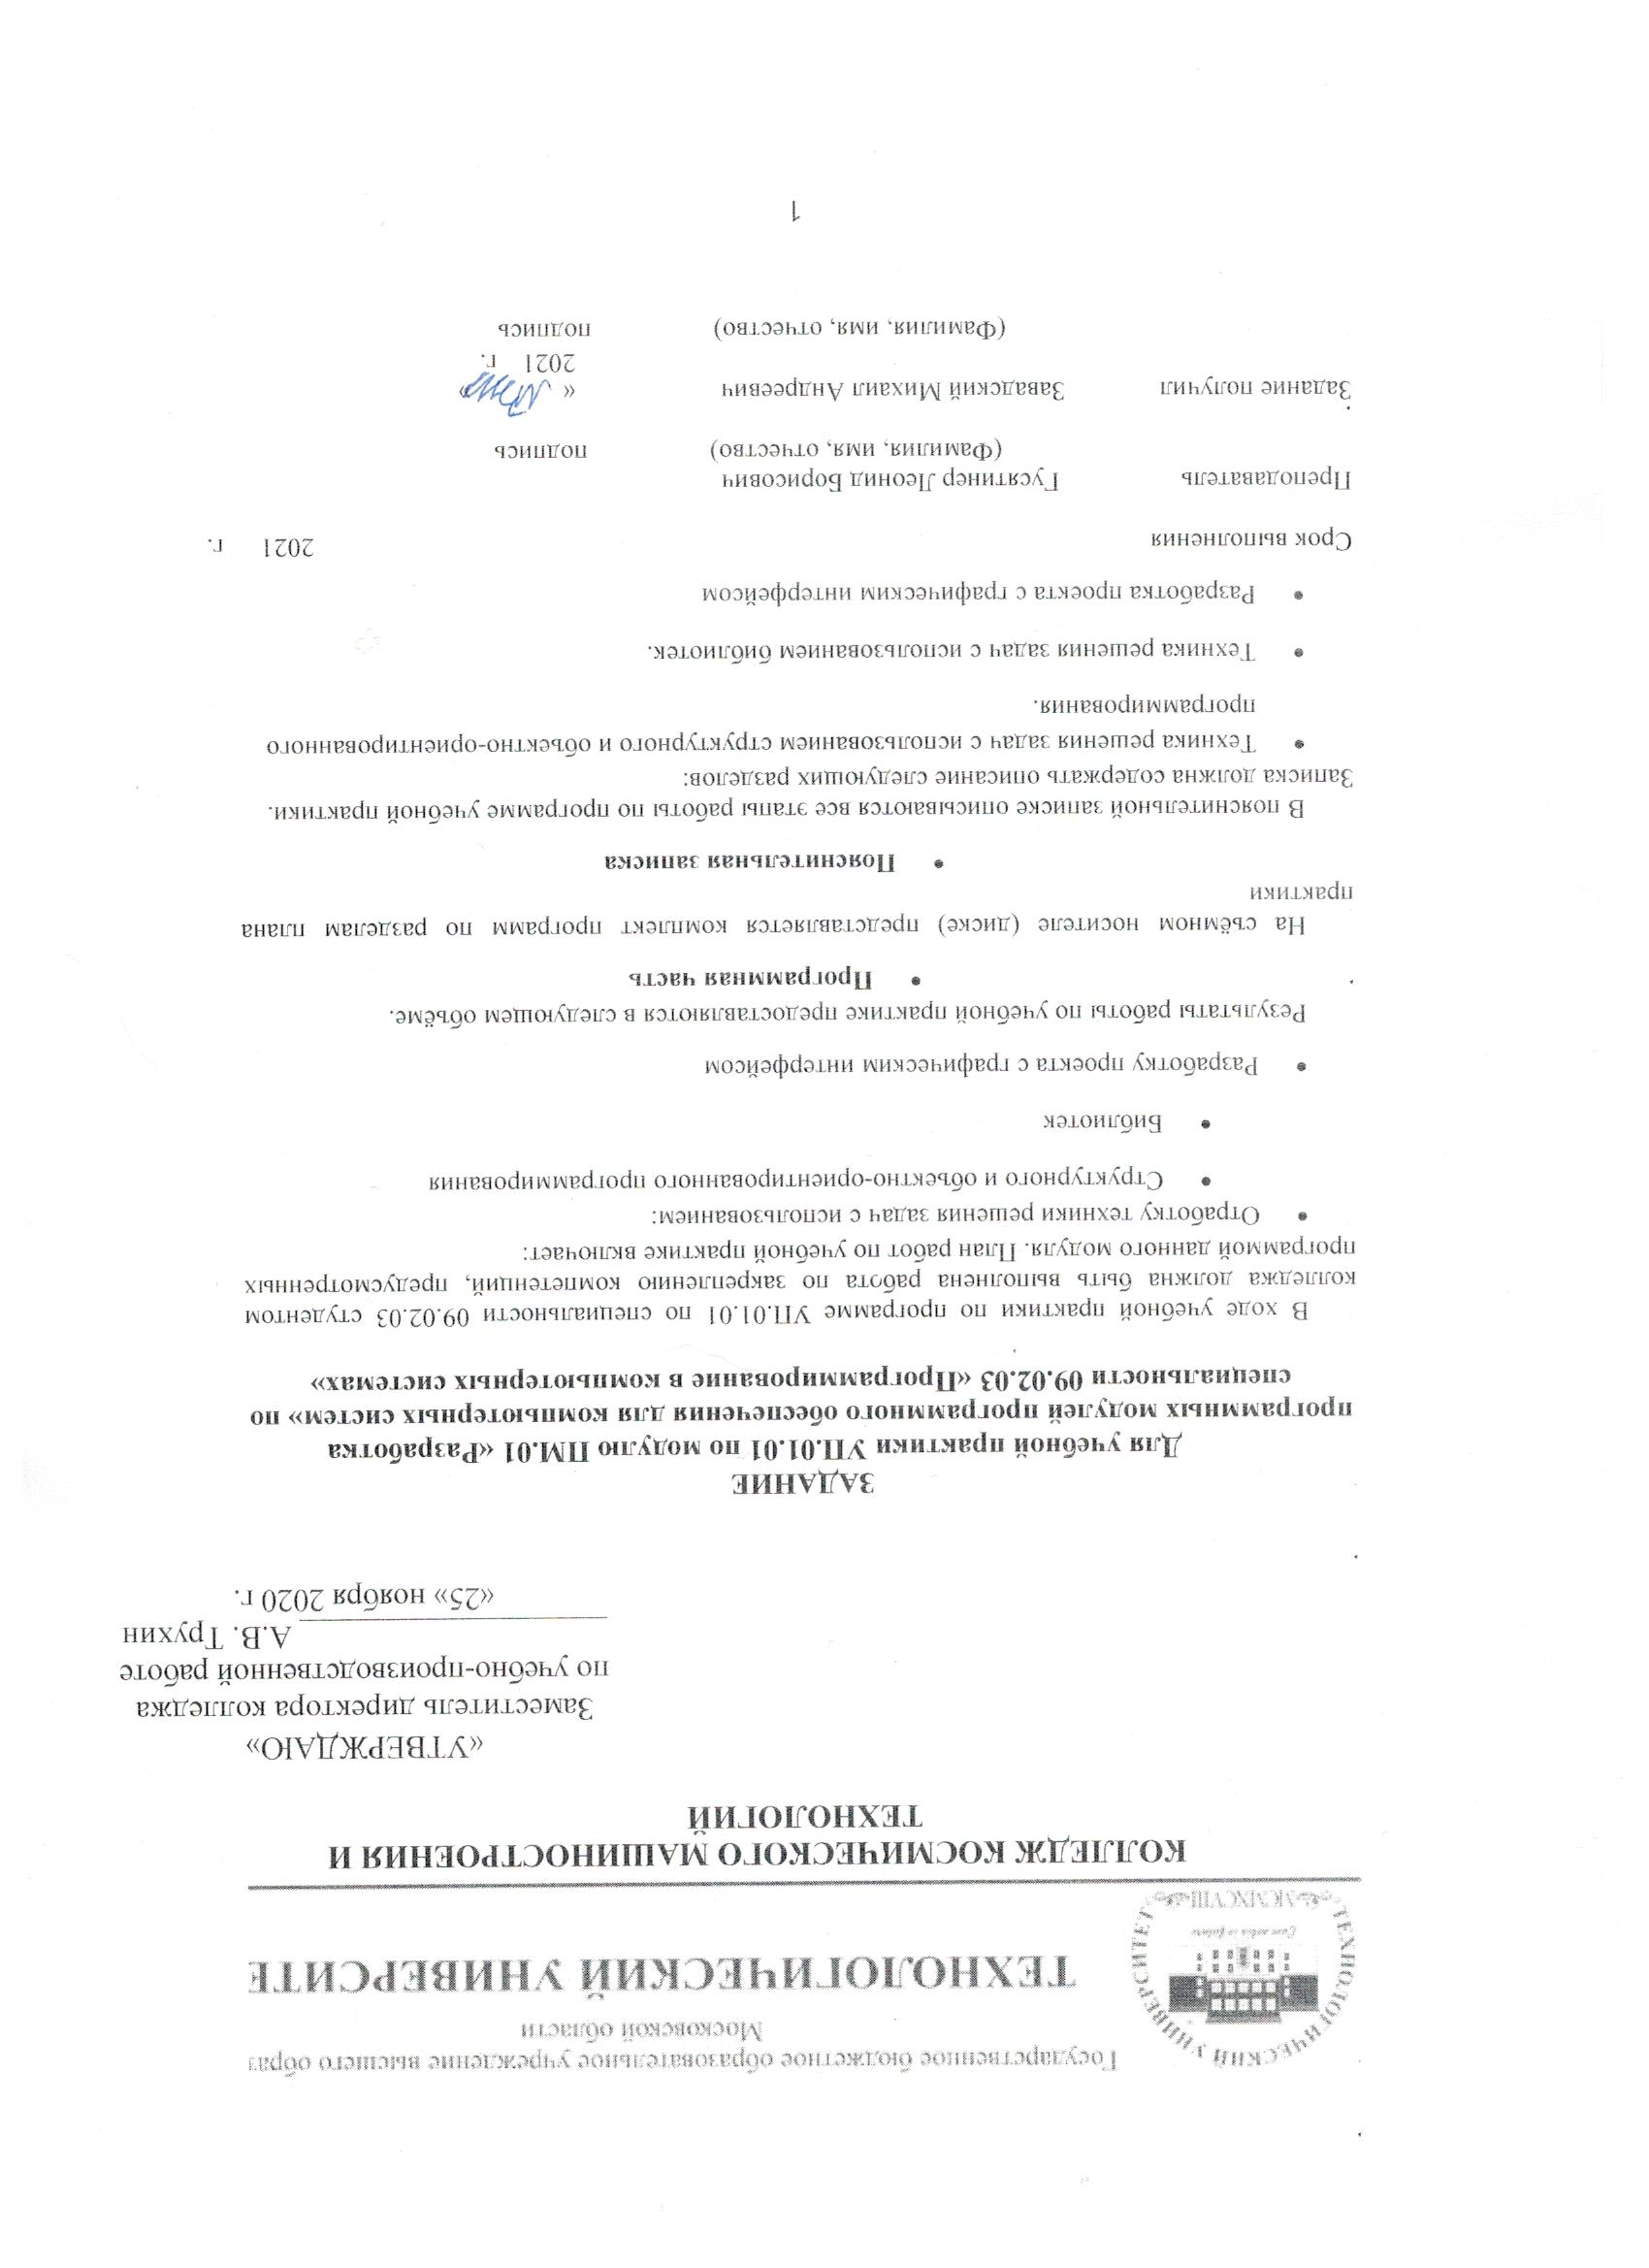 Государственное бюджетное образовательное учреждение высшего образ
Московской области
ТЕХНОЛОГИЧЕСКИЙ УНИВЕРСИТЕТ
ТЕХНОЛОГИЧЕСКИЙ УНИВЕРСИТЕ
MCMXCVIII
КОЛЛЕДЖ КОСМИЧЕСКОГО МАШИНОСТРОЕНИЯ И
ТЕХНОЛОГИЙ
«УТВЕРЖДАЮ»
Заместитель директора колледжа
по учебно-производственной работе
____________________ А.В. Трухин
«25» ноября 2020 г.
ЗАДАНИЕ
Для учебной практики УП.01.01 по модулю ПМ.01 «Разработка
программных модулей программного обеспечения для компьютерных систем» по
специальности 09.02.03 «Программирование в компьютерных системах»
В ходе учебной практики по программе УП.01.01 по специальности 09.02.03 студентом
колледжа должна быть выполнена работа по закреплению компетенций, предусмотренных
программой данного модуля. План работ по учебной практике включает:
• Отработку техники решения задач с использованием:
• Структурного и объектно-ориентированного программирования
• Библиотек
• Разработку проекта с графическим интерфейсом
Результаты работы по учебной практике предоставляются в следующем объёме.
• Программная часть
На съёмном носителе (диске) представляется комплект программ по разделам плана
практики
• Пояснительная записка
В пояснительной записке описываются все этапы работы по программе учебной практики.
Записка должна содержать описание следующих разделов:
• Техника решения задач с использованием структурного и объектно-ориентированного
программирования.
• Техника решения задач с использованием библиотек.
• Разработка проекта с графическим интерфейсом
Срок выполнения 2021 г.
Преподаватель Гусятинер Леонид Борисович
(Фамилия, имя, отчество) подпись
Задание получил Завадский Михаил Андреевич « »
2021 г.
(Фамилия, имя, отчество) подпись
1